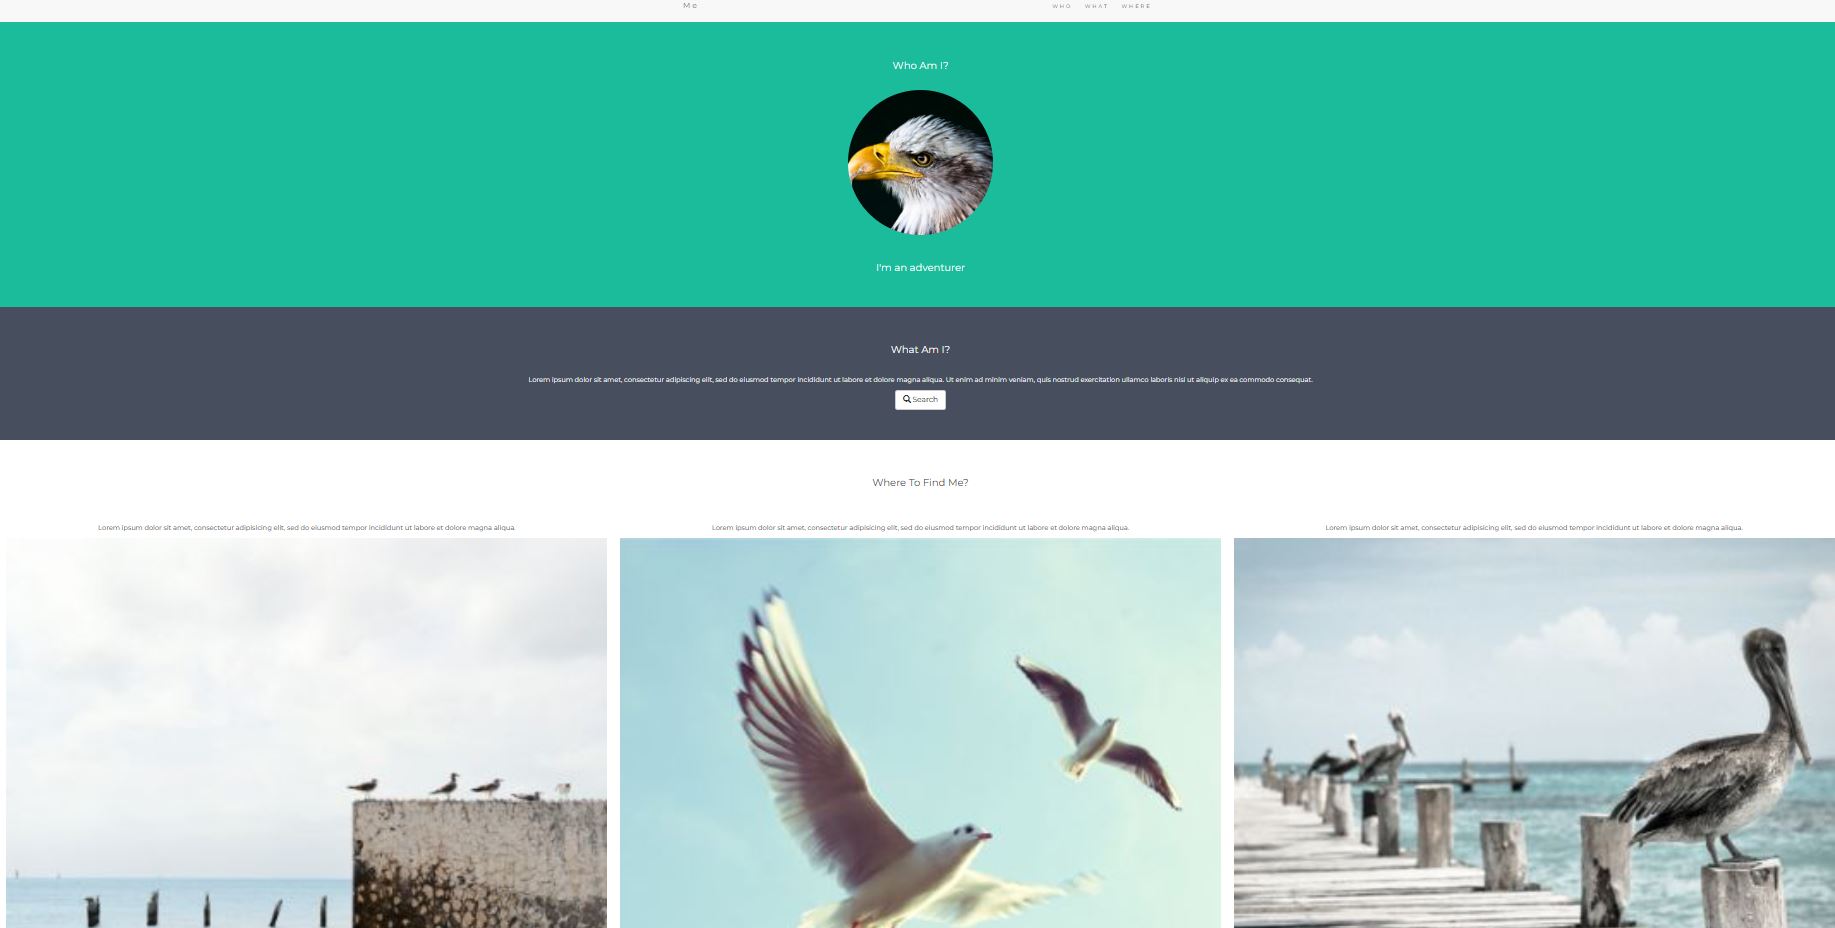 Me
WHO WHAT WHERE
Who Am I?
I'm an adventurer
What Am I?
Lorem ipsum dolor sit amet, consectetur adipiscing elit, sed do eiusmod tempor incididunt ut labore et dolore magna aliqua. Ut enim ad minim veniam, quis nostrud exercitation ullamco laboris nisi ut aliquip ex ea commodo consequat.
Search
Where To Find Me?
Lorem ipsum dolor sit amet, consectetur adipisicing elit, sed do eiusmod tempor incididunt ut labore et dolore magna aliqua.
Lorem ipsum dolor sit amet, consectetur adipisicing elit, sed do eiusmod tempor incididunt ut labore et dolore magna aliqua.
Lorem ipsum dolor sit amet, consectetur adipisicing elit, sed do eiusmod tempor incididunt ut labore et dolore magna aliqua.